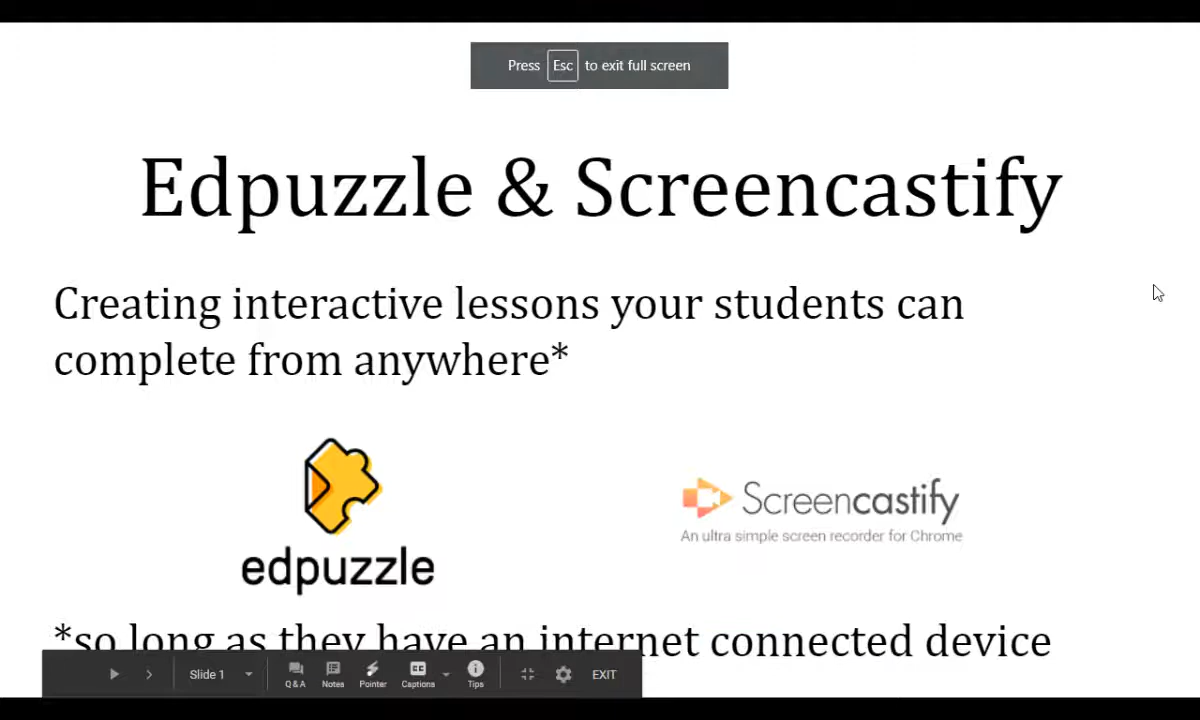 Press Esc to exit full screen
Edpuzzle & Screencastify
Creating interactive lessons your students can
complete from anywhere*
edpuzzle
Screencastify
An ultra simple screen recorder for Chrome
*so long as they have an internet connected device
Slide 1
Q & A
Notes
Pointer
CC
Captions
Tips
EXIT